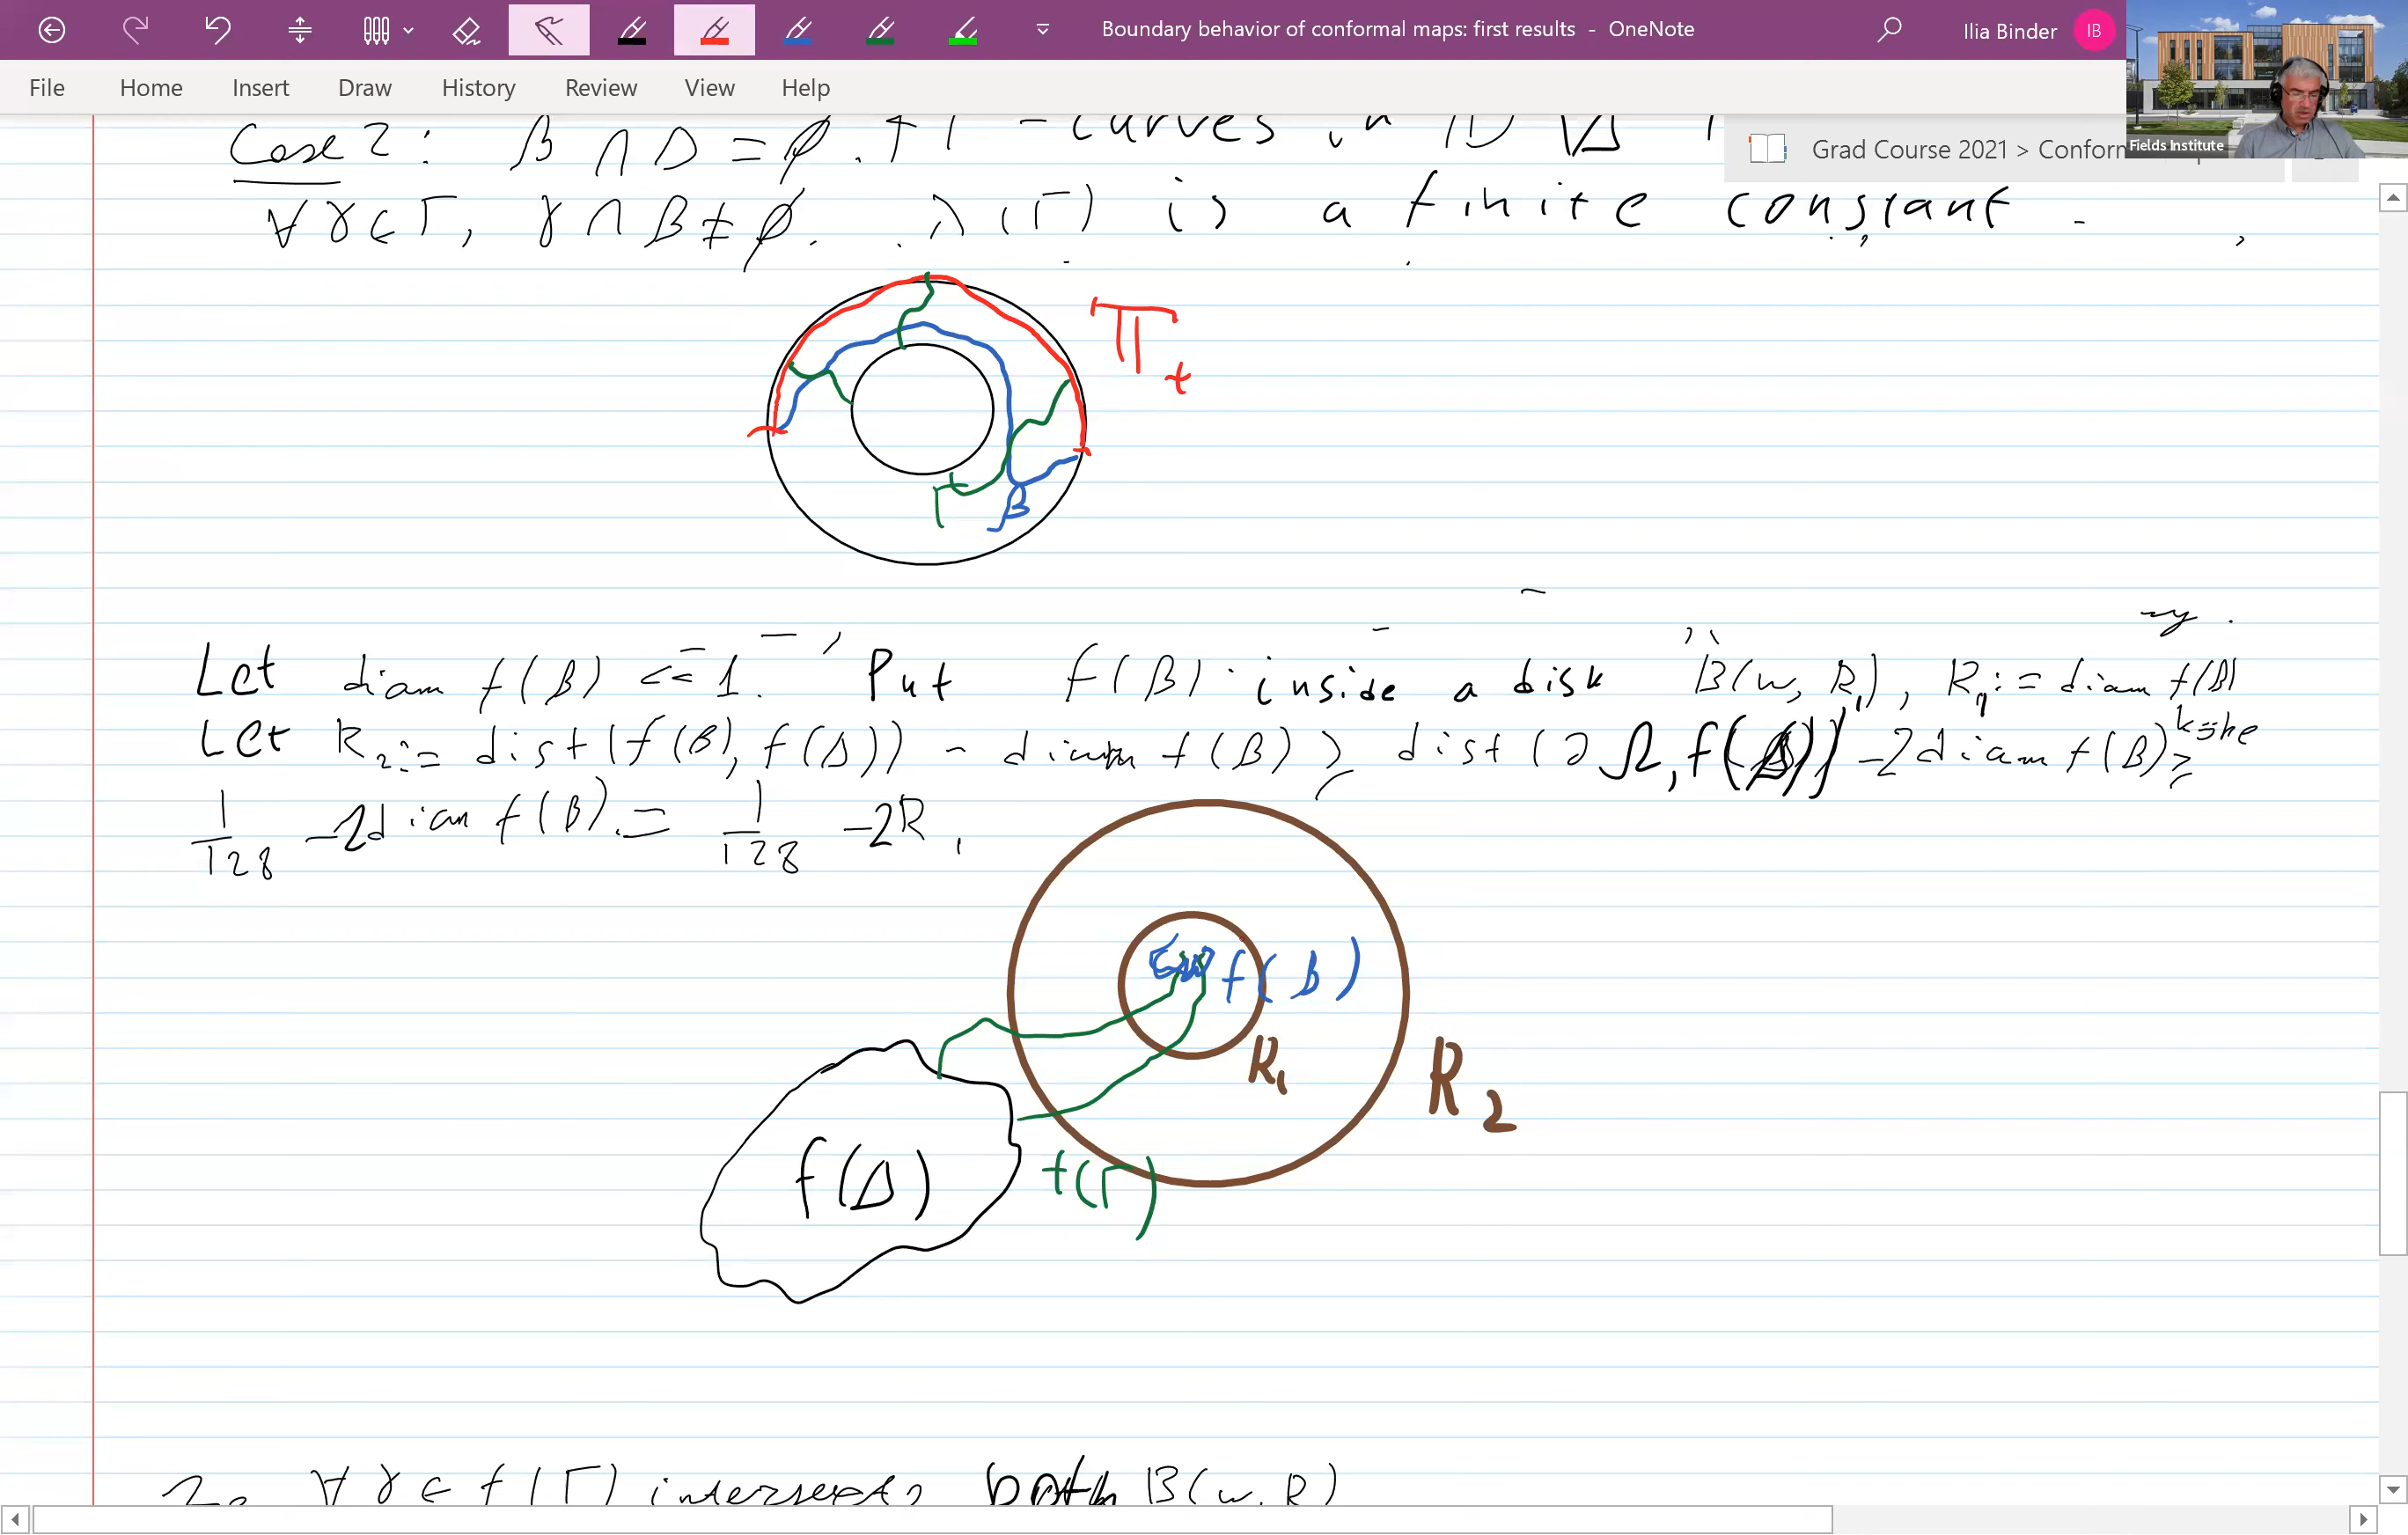 Boundary behavior of conformal maps: first results - OneNote
Ilia Binder
IB
File Home Insert Draw History Review View Help
Grad Course 2021 > Conform
Fields Institute
Case 2: β ∩ Δ = ∅. Γ - curves in 𝔻 \ Δ
∀ γ ∈ Γ, γ ∩ β ≠ ∅. λ(Γ) is a finite constant.
𝕋+
Γ
β
Let diam f(β) << 1. Put f(β) inside a disk B(w, R₁), R₁ := diam f(β)
Let R₂ := dist(f(β), f(Δ)) - diam f(β) ≥ dist(∂Ω, f(Δ)) - 2 diam f(β) ≥ Köbe
1/128 - 2 diam f(β) = 1/128 - 2R₁
f(β)
R₁
R₂
f(Δ)
f(Γ)
∀ γ ∈ f(Γ) intersects both B(w, R)